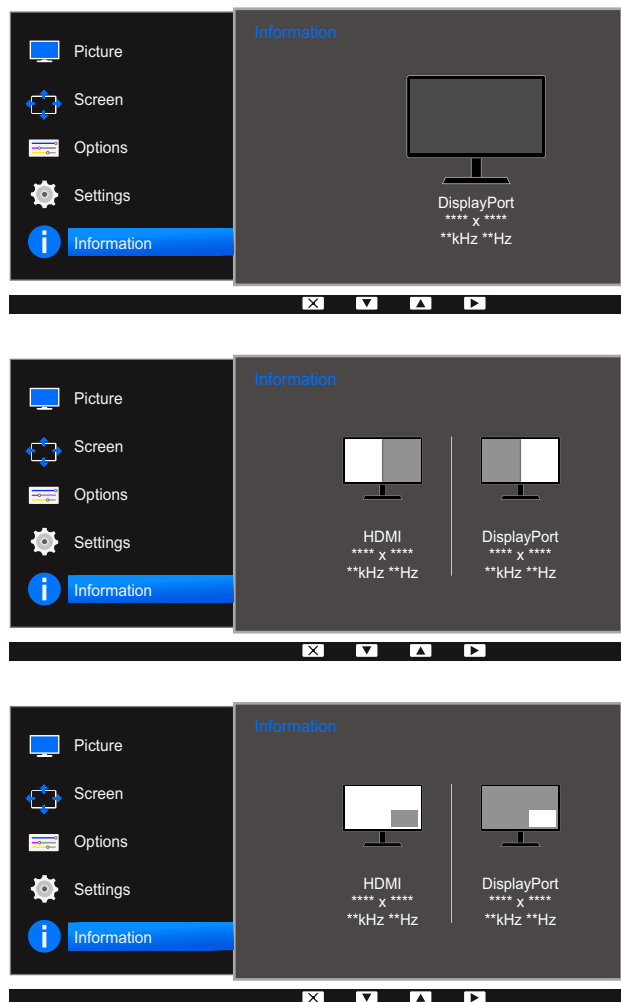 Information
Picture
Screen
Options
Settings
Information
DisplayPort
**** x ****
**kHz **Hz
Information
Picture
Screen
Options
Settings
Information
HDMI
**** x ****
**kHz **Hz
DisplayPort
**** x ****
**kHz **Hz
Information
Picture
Screen
Options
Settings
Information
HDMI
**** x ****
**kHz **Hz
DisplayPort
**** x ****
**kHz **Hz